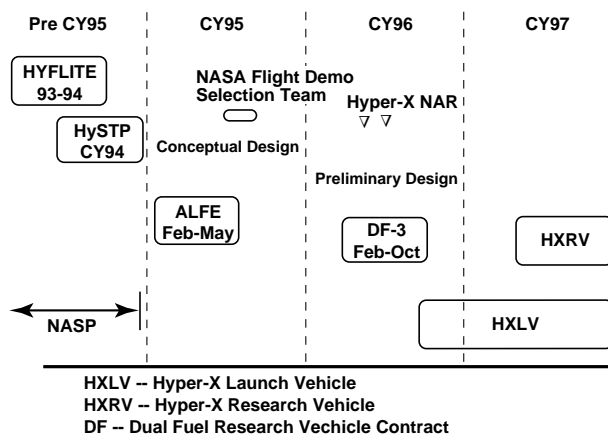 Pre CY95
CY95
CY96
CY97
HYFLITE
93-94
NASA Flight Demo
Selection Team
Hyper-X NAR
HySTP
CY94
Conceptual Design
Preliminary Design
ALFE
Feb-May
DF-3
Feb-Oct
HXRV
NASP
HXLV
HXLV -- Hyper-X Launch Vehicle
HXRV -- Hyper-X Research Vehicle
DF -- Dual Fuel Research Vechicle Contract